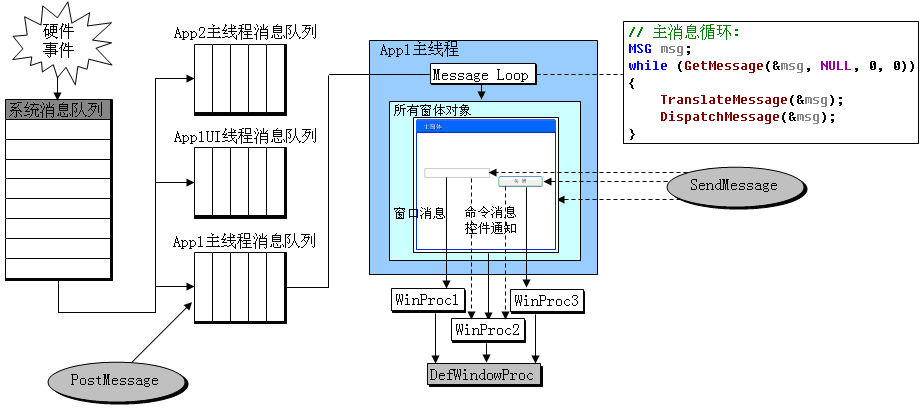 硬件
事件
系统消息队列
App2主线程消息队列
App1UI线程消息队列
App1主线程消息队列
PostMessage
App1主线程
Message Loop
所有窗体对象
主窗体
窗口消息
命令消息
控件通知
WinProc1
WinProc2
WinProc3
DefWindowProc
// 主消息循环:
MSG msg;
while (GetMessage(&msg, NULL, 0, 0))
{
TranslateMessage(&msg);
DispatchMessage(&msg);
}
SendMessage